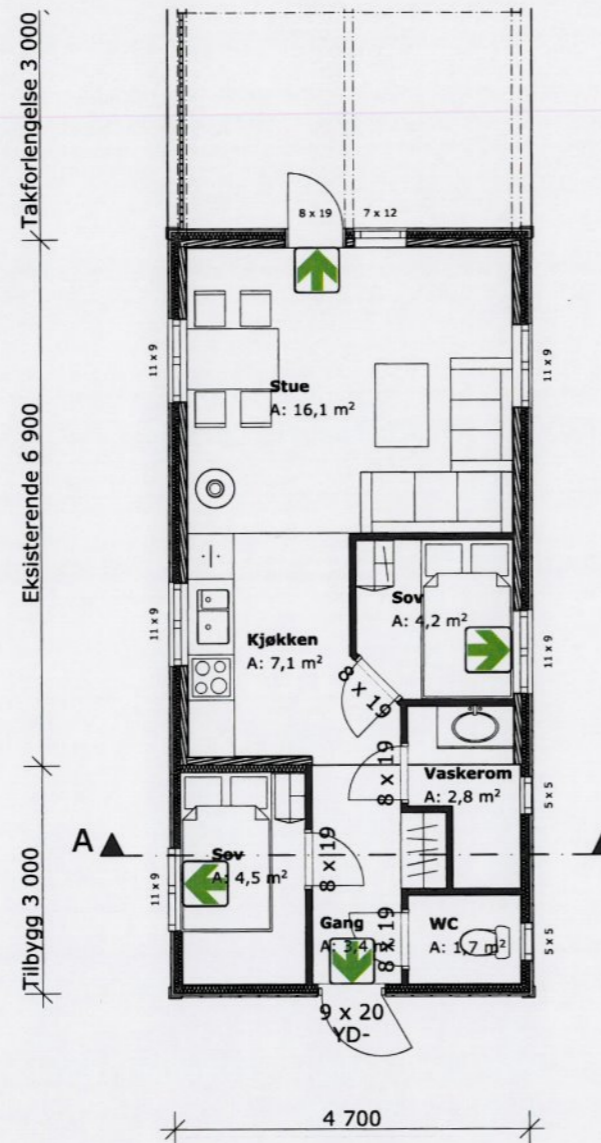 Takforlengelse 3 000
8 x 19
7 x 12
11 x 9
11 x 9
Stue
A: 16,1 m²
Eksisterende 6 900
11 x 9
11 x 9
Sov
A: 4,2 m²
Kjøkken
A: 7,1 m²
8 x 19
8 x 19
Vaskerom
A: 2,8 m²
5 x 5
Tilbygg 3 000
A
11 x 9
Sov
A: 4,5 m²
8 x 19
Gang
A: 3,4 m²
8 x 19
WC
A: 1,7 m²
5 x 5
9 x 20
YD-
4 700